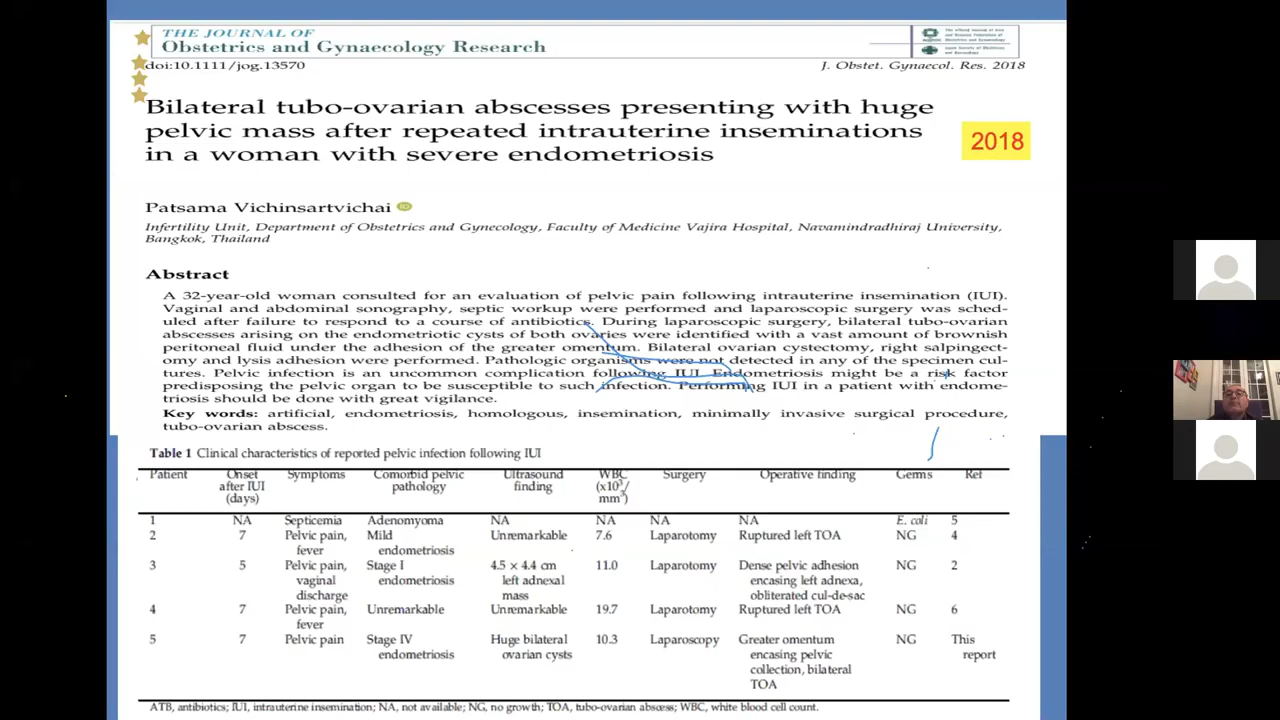 THE JOURNAL OF
Obstetrics and Gynaecology Research
doi:10.1111/jog.13570
J. Obstet. Gynaecol. Res. 2018
Bilateral tubo-ovarian abscesses presenting with huge
pelvic mass after repeated intrauterine inseminations
in a woman with severe endometriosis
2018
Patsama Vichinsartvichai
Infertility Unit, Department of Obstetrics and Gynecology, Faculty of Medicine Vajira Hospital, Navamindradhiraj University,
Bangkok, Thailand
Abstract
A 32-year-old woman consulted for an evaluation of pelvic pain following intrauterine insemination (IUI).
Vaginal and abdominal sonography, septic workup were performed and laparoscopic surgery was sched-
uled after failure to respond to a course of antibiotics. During laparoscopic surgery, bilateral tubo-ovarian
abscesses arising on the endometriotic cysts of both ovaries were identified with a vast amount of brownish
peritoneal fluid under the adhesion of the greater omentum. Bilateral ovarian cystectomy, right salpingect-
omy and lysis adhesion were performed. Pathologic organisms were not detected in any of the specimen cul-
tures. Pelvic infection is an uncommon complication following IUI. Endometriosis might be a risk factor
predisposing the pelvic organ to be susceptible to such infection. Performing IUI in a patient with endome-
triosis should be done with great vigilance.
Key words: artificial, endometriosis, homologous, insemination, minimally invasive surgical procedure,
tubo-ovarian abscess.
Table 1 Clinical characteristics of reported pelvic infection following IUI
Patient Onset after IUI (days) Symptoms Comorbid pelvic pathology Ultrasound finding WBC (x10³/mm³) Surgery Operative finding Germs Ref
1 NA Septicemia Adenomyoma NA NA NA NA E. coli 5
2 7 Pelvic pain, Mild Unremarkable 7.6 Laparotomy Ruptured left TOA NG 4
fever endometriosis
3 5 Pelvic pain, Stage I 4.5 × 4.4 cm 11.0 Laparotomy Dense pelvic adhesion NG 2
vaginal endometriosis left adnexal encasing left adnexa,
discharge mass obliterated cul-de-sac
4 7 Pelvic pain, Unremarkable Unremarkable 19.7 Laparotomy Ruptured left TOA NG 6
fever
5 7 Pelvic pain Stage IV Huge bilateral 10.3 Laparoscopy Greater omentum NG This
endometriosis ovarian cysts encasing pelvic report
collection, bilateral
TOA
ATB, antibiotics; IUI, intrauterine insemination; NA, not available; NG, no growth; TOA, tubo-ovarian abscess; WBC, white blood cell count.